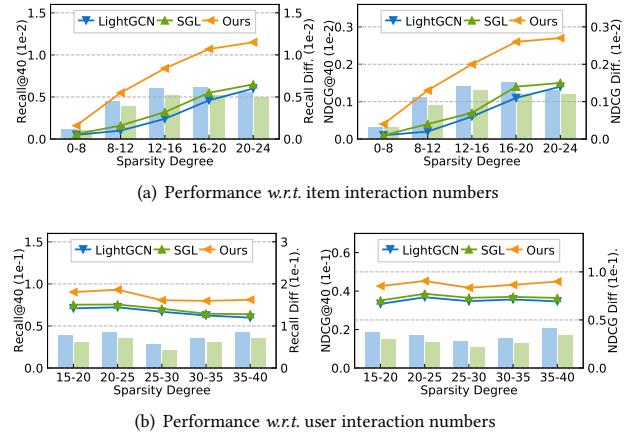 LightGCN SGL Ours
Recall@40 (1e-2)
1.5
1.0
0.5
0.0
0-8 8-12 12-16 16-20 20-24
Sparsity Degree
2.0
1.5
1.0
0.5
0.0
Recall Diff. (1e-2)
LightGCN SGL Ours
NDCG@40 (1e-2)
0.3
0.2
0.1
0.0
0-8 8-12 12-16 16-20 20-24
Sparsity Degree
0.3
0.2
0.1
0.0
NDCG Diff. (1e-2)
(a) Performance w.r.t. item interaction numbers
LightGCN SGL Ours
Recall@40 (1e-1)
1.5
1.0
0.5
0.0
15-20 20-25 25-30 30-35 35-40
Sparsity Degree
3
2
1
0
Recall Diff (1e-1).
LightGCN SGL Ours
NDCG@40 (1e-1)
0.6
0.4
0.2
0.0
15-20 20-25 25-30 30-35 35-40
Sparsity Degree
1.0
0.5
0.0
NDCG Diff (1e-1).
(b) Performance w.r.t. user interaction numbers